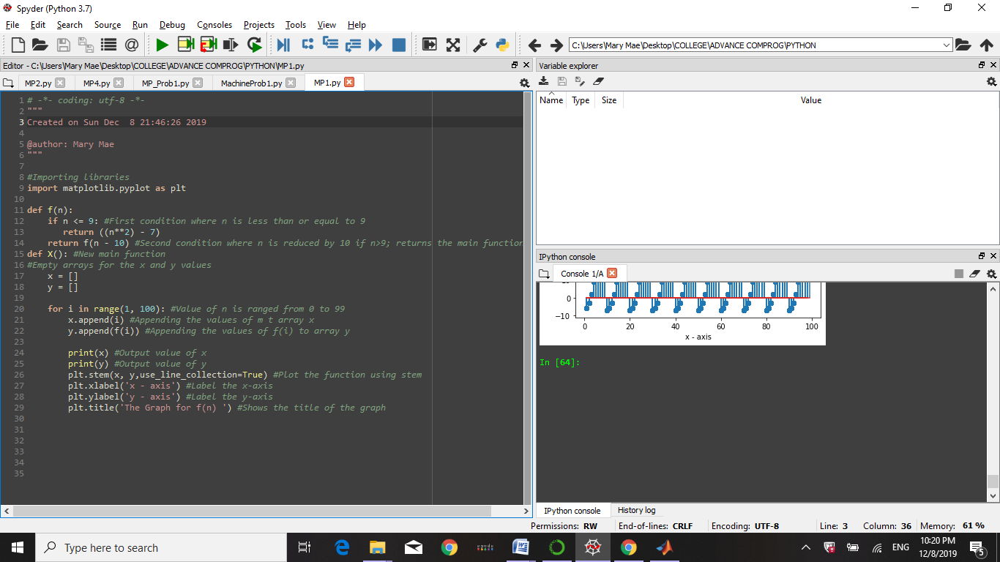 Spyder (Python 3.7)
File Edit Search Source Run Debug Consoles Projects Tools View Help
C:\Users\Mary Mae\Desktop\COLLEGE\ADVANCE COMPROG\PYTHON
Editor - C:\Users\Mary Mae\Desktop\COLLEGE\ADVANCE COMPROG\PYTHON\MP1.py
MP2.py MP4.py MP_Prob1.py MachineProb1.py MP1.py
1 # -*- coding: utf-8 -*-
2 """
3 Created on Sun Dec  8 21:46:26 2019
4
5 @author: Mary Mae
6 """
7
8 #Importing libraries
9 import matplotlib.pyplot as plt
10
11 def f(n):
12     if n <= 9: #First condition where n is less than or equal to 9
13        return ((n**2) - 7)
14     return f(n - 10) #Second condition where n is reduced by 10 if n>9; returns the main function
15 def X(): #New main function
16 #Empty arrays for the x and y values
17     x = []
18     y = []
19
20     for i in range(1, 100): #Value of n is ranged from 0 to 99
21         x.append(i) #Appending the values of m t array x
22         y.append(f(i)) #Appending the values of f(i) to array y
23
24         print(x) #Output value of x
25         print(y) #Output value of y
26         plt.stem(x, y,use_line_collection=True) #Plot the function using stem
27         plt.xlabel('x - axis') #Label the x-axis
28         plt.ylabel('y - axis') #Label tbe y-axis
29         plt.title('The Graph for f(n) ') #Shows the title of the graph
30
31
32
33
34
35
Variable explorer
Name Type Size Value
IPython console
Console 1/A
0
−10
0 20 40 60 80 100
x - axis
In [64]:
IPython console History log
Permissions: RW End-of-lines: CRLF Encoding: UTF-8 Line: 3 Column: 36 Memory: 61 %
Type here to search
ENG
10:20 PM
12/8/2019
5